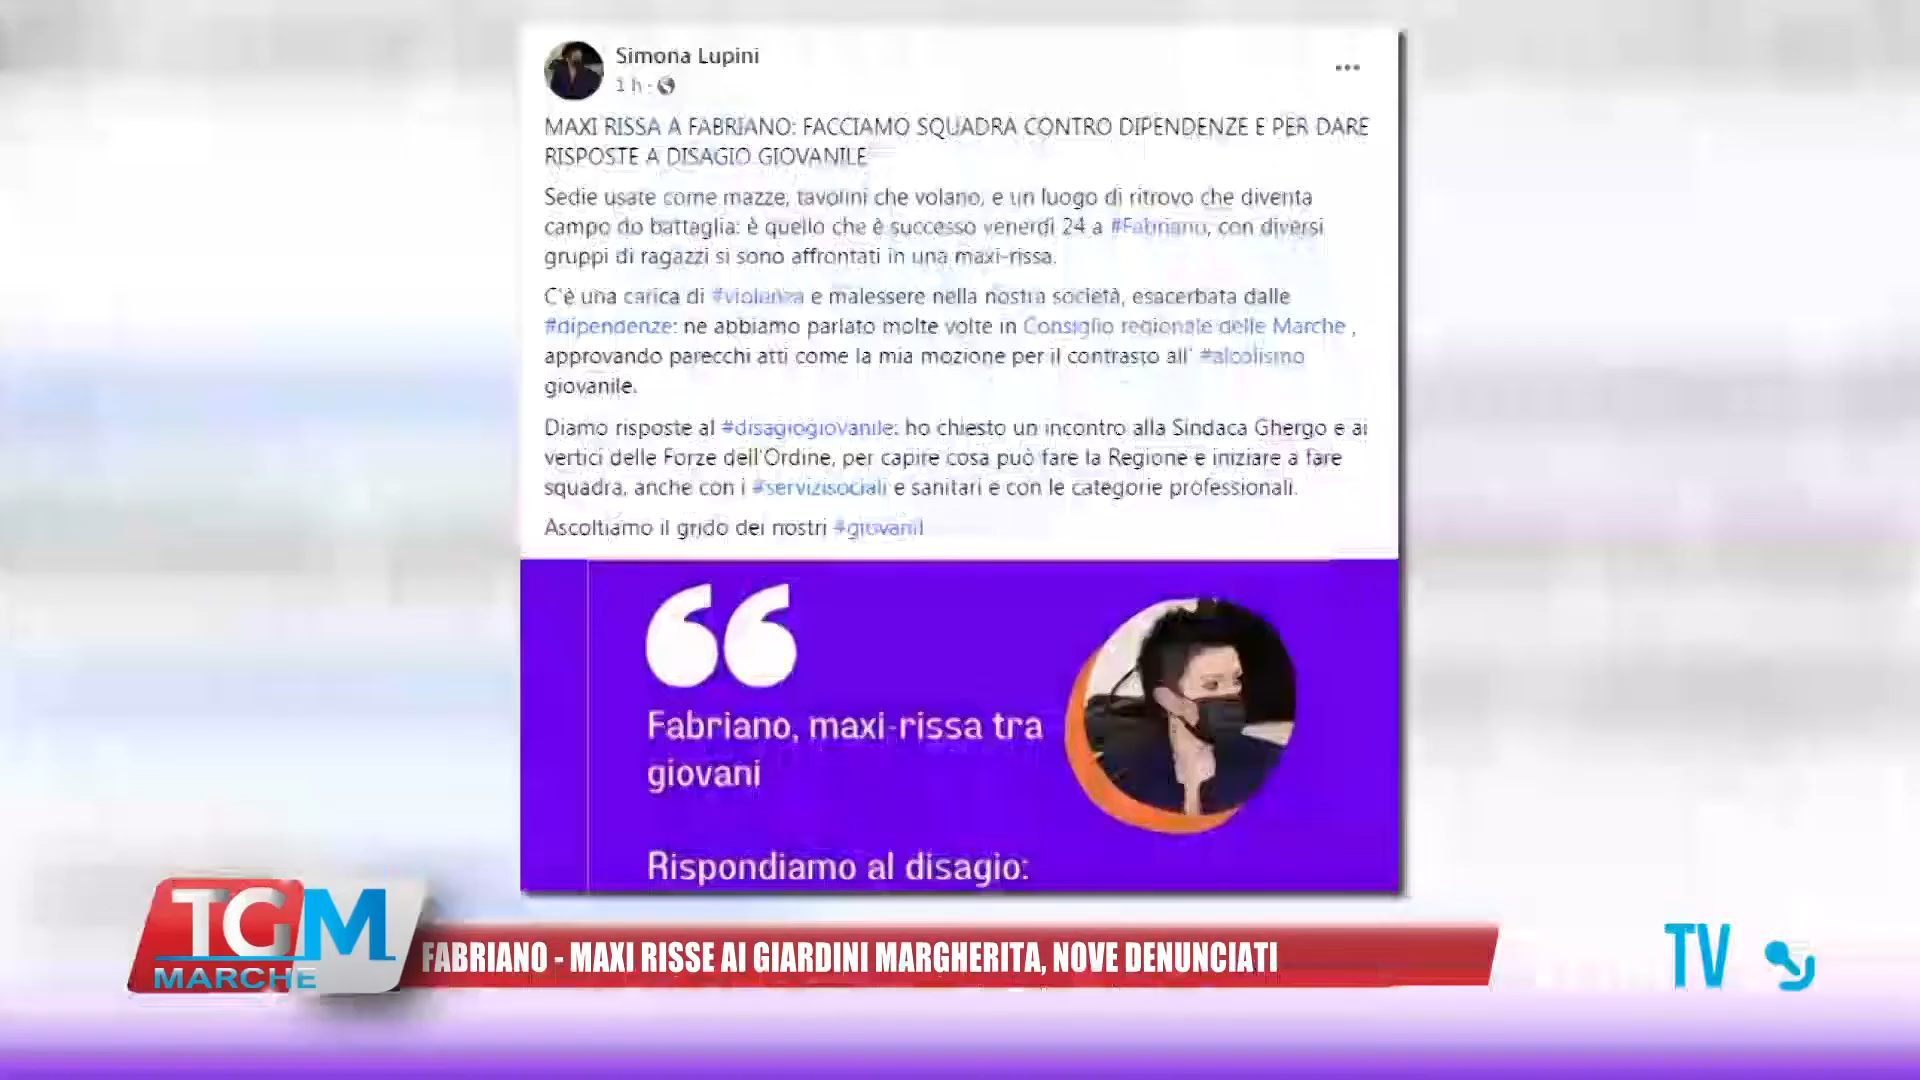 Simona Lupini
1 h ·
MAXI RISSA A FABRIANO: FACCIAMO SQUADRA CONTRO DIPENDENZE E PER DARE
RISPOSTE A DISAGIO GIOVANILE
Sedie usate come mazze, tavolini che volano, e un luogo di ritrovo che diventa
campo do battaglia: è quello che è successo venerdì 24 a #Fabriano, con diversi
gruppi di ragazzi si sono affrontati in una maxi-rissa.
C'è una carica di #violenza e malessere nella nostra società, esacerbata dalle
#dipendenze: ne abbiamo parlato molte volte in Consiglio regionale delle Marche ,
approvando parecchi atti come la mia mozione per il contrasto all' #alcolismo
giovanile.
Diamo risposte al #disagiogiovanile: ho chiesto un incontro alla Sindaca Ghergo e ai
vertici delle Forze dell'Ordine, per capire cosa può fare la Regione e iniziare a fare
squadra, anche con i #servizisociali e sanitari e con le categorie professionali.
Ascoltiamo il grido dei nostri #giovani!
Fabriano, maxi-rissa tra
giovani
Rispondiamo al disagio:
TGM
MARCHE
FABRIANO - MAXI RISSE AI GIARDINI MARGHERITA, NOVE DENUNCIATI
TV